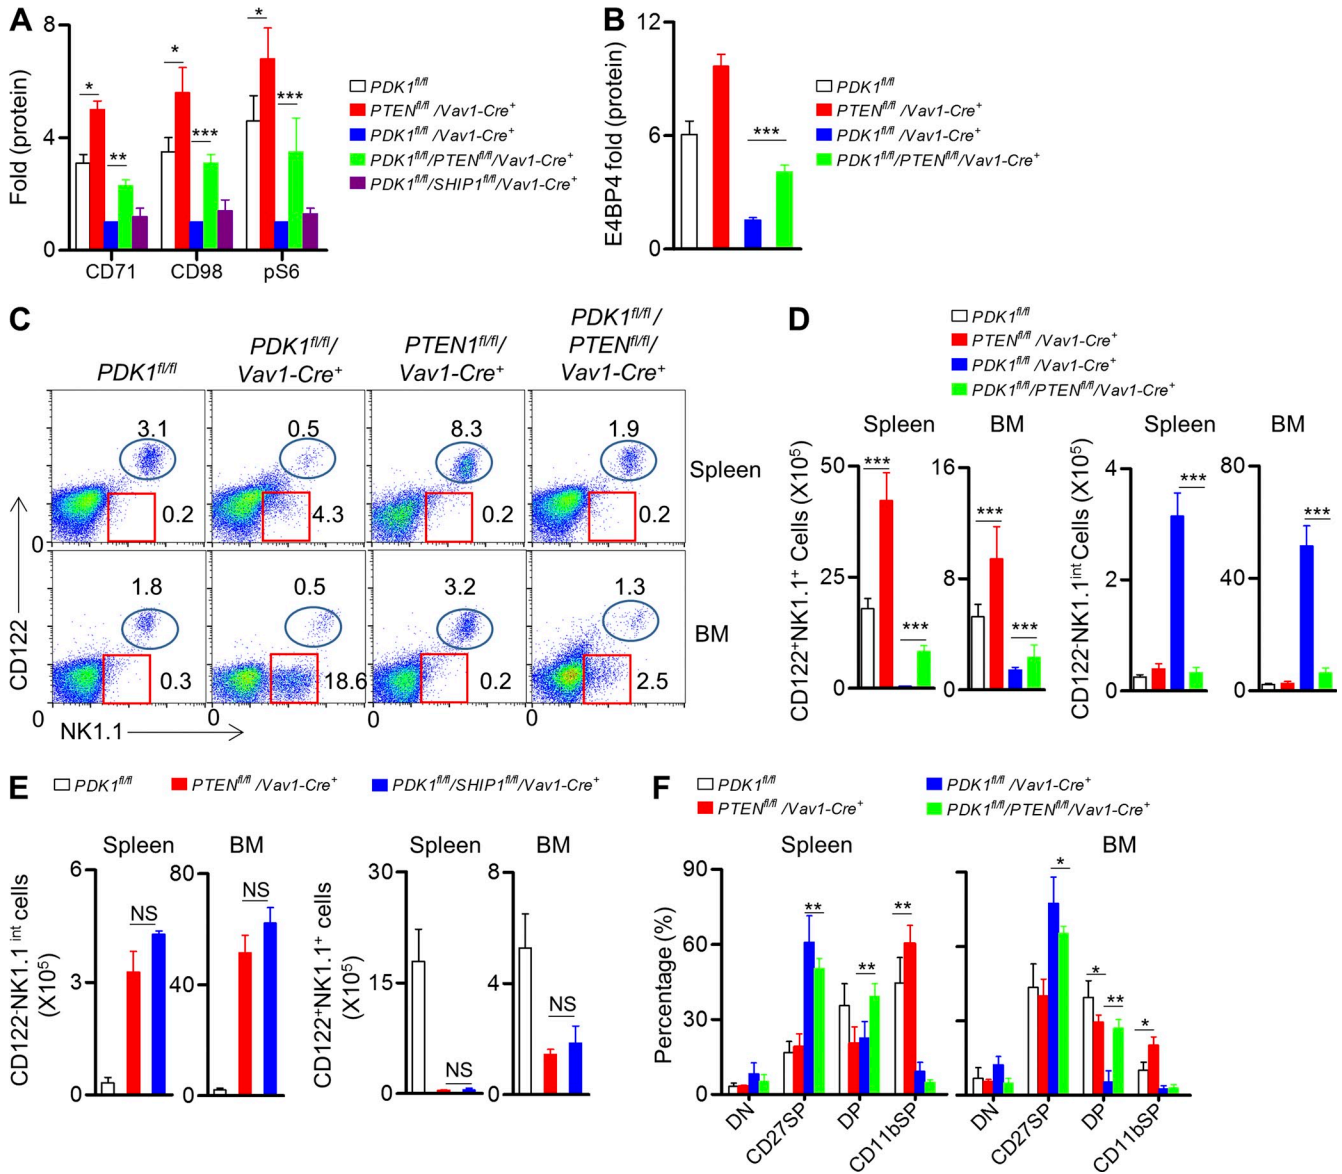 A
8
4
0
Fold (protein)
*
*
*
**
***
***
CD71
CD98
pS6
PDK1fl/fl
PTENfl/fl /Vav1-Cre+
PDK1fl/fl /Vav1-Cre+
PDK1fl/fl/PTENfl/fl/Vav1-Cre+
PDK1fl/fl/SHIP1fl/fl/Vav1-Cre+
B
12
6
0
E4BP4 fold (protein)
***
PDK1fl/fl
PTENfl/fl /Vav1-Cre+
PDK1fl/fl /Vav1-Cre+
PDK1fl/fl/PTENfl/fl/Vav1-Cre+
C
PDK1fl/fl
PDK1fl/fl/
Vav1-Cre+
PTEN1fl/fl/
Vav1-Cre+
PDK1fl/fl/
PTENfl/fl/
Vav1-Cre+
3.1
0.5
8.3
1.9
0.2
4.3
0.2
0.2
Spleen
0
1.8
0.5
3.2
1.3
0.3
18.6
0.2
2.5
BM
0
0
0
0
0
CD122
NK1.1
D
PDK1fl/fl
PTENfl/fl /Vav1-Cre+
PDK1fl/fl /Vav1-Cre+
PDK1fl/fl/PTENfl/fl/Vav1-Cre+
Spleen
BM
Spleen
BM
CD122+NK1.1+ Cells (X10⁵)
50
25
0
***
***
16
8
0
***
***
CD122-NK1.1int Cells (X10⁵)
4
2
0
***
80
40
0
***
E
PDK1fl/fl
PTENfl/fl /Vav1-Cre+
PDK1fl/fl/SHIP1fl/fl/Vav1-Cre+
Spleen
BM
Spleen
BM
CD122-NK1.1 int cells
(X10⁵)
6
3
0
NS
80
40
0
NS
CD122+NK1.1+ cells
(X10⁵)
30
15
0
NS
8
4
0
NS
F
PDK1fl/fl
PTENfl/fl /Vav1-Cre+
PDK1fl/fl /Vav1-Cre+
PDK1fl/fl/PTENfl/fl/Vav1-Cre+
Spleen
BM
Percentage (%)
90
60
30
0
**
**
**
*
*
**
*
DN
CD27SP
DP
CD11bSP
DN
CD27SP
DP
CD11bSP